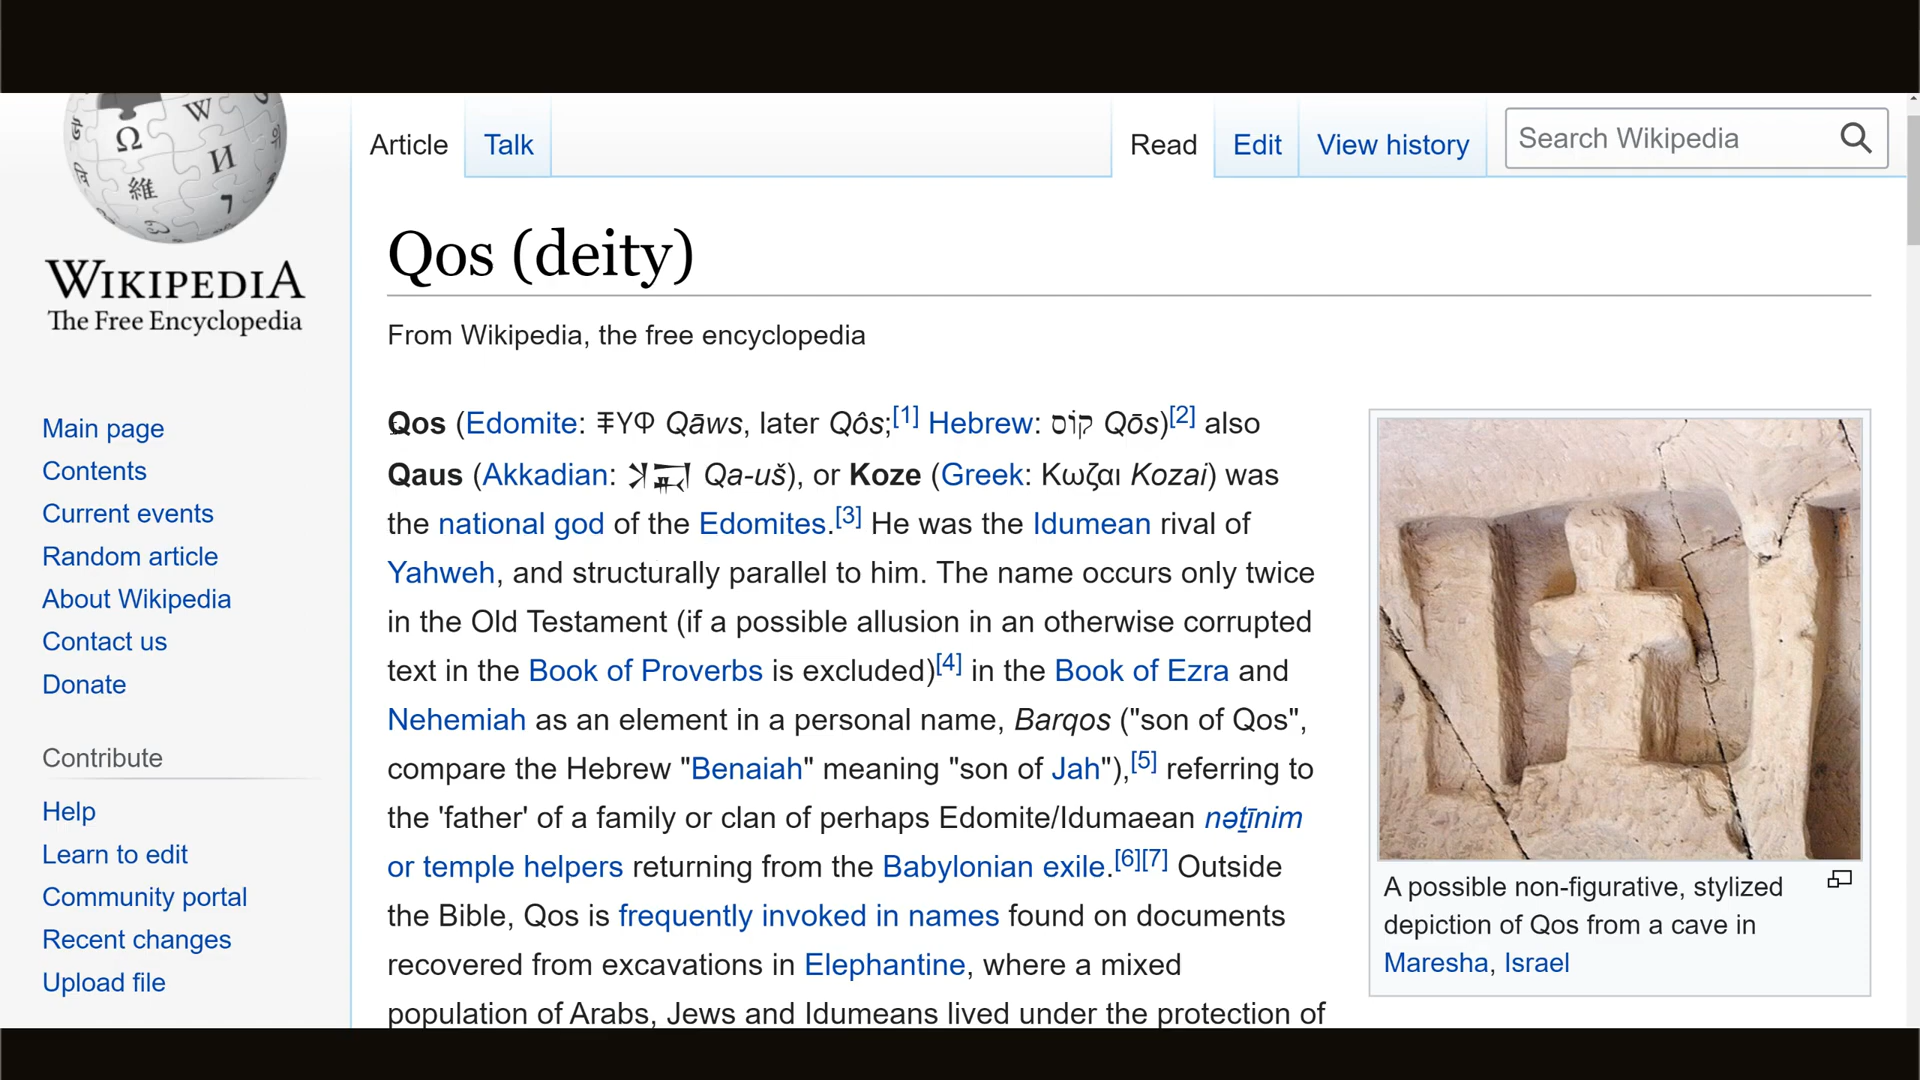 Ω W И 維 7
WIKIPEDIA
The Free Encyclopedia
Main page
Contents
Current events
Random article
About Wikipedia
Contact us
Donate
Contribute
Help
Learn to edit
Community portal
Recent changes
Upload file
Article Talk Read Edit View history Search Wikipedia
Qos (deity)
From Wikipedia, the free encyclopedia
Qos (Edomite: Qāws, later Qôs;[1] Hebrew: קוֹס Qōs)[2] also
Qaus (Akkadian: Qa-uš), or Koze (Greek: Κωζαι Kozai) was
the national god of the Edomites.[3] He was the Idumean rival of
Yahweh, and structurally parallel to him. The name occurs only twice
in the Old Testament (if a possible allusion in an otherwise corrupted
text in the Book of Proverbs is excluded)[4] in the Book of Ezra and
Nehemiah as an element in a personal name, Barqos ("son of Qos",
compare the Hebrew "Benaiah" meaning "son of Jah"),[5] referring to
the 'father' of a family or clan of perhaps Edomite/Idumaean nəṯīnim
or temple helpers returning from the Babylonian exile.[6][7] Outside
the Bible, Qos is frequently invoked in names found on documents
recovered from excavations in Elephantine, where a mixed
population of Arabs, Jews and Idumeans lived under the protection of
A possible non-figurative, stylized
depiction of Qos from a cave in
Maresha, Israel